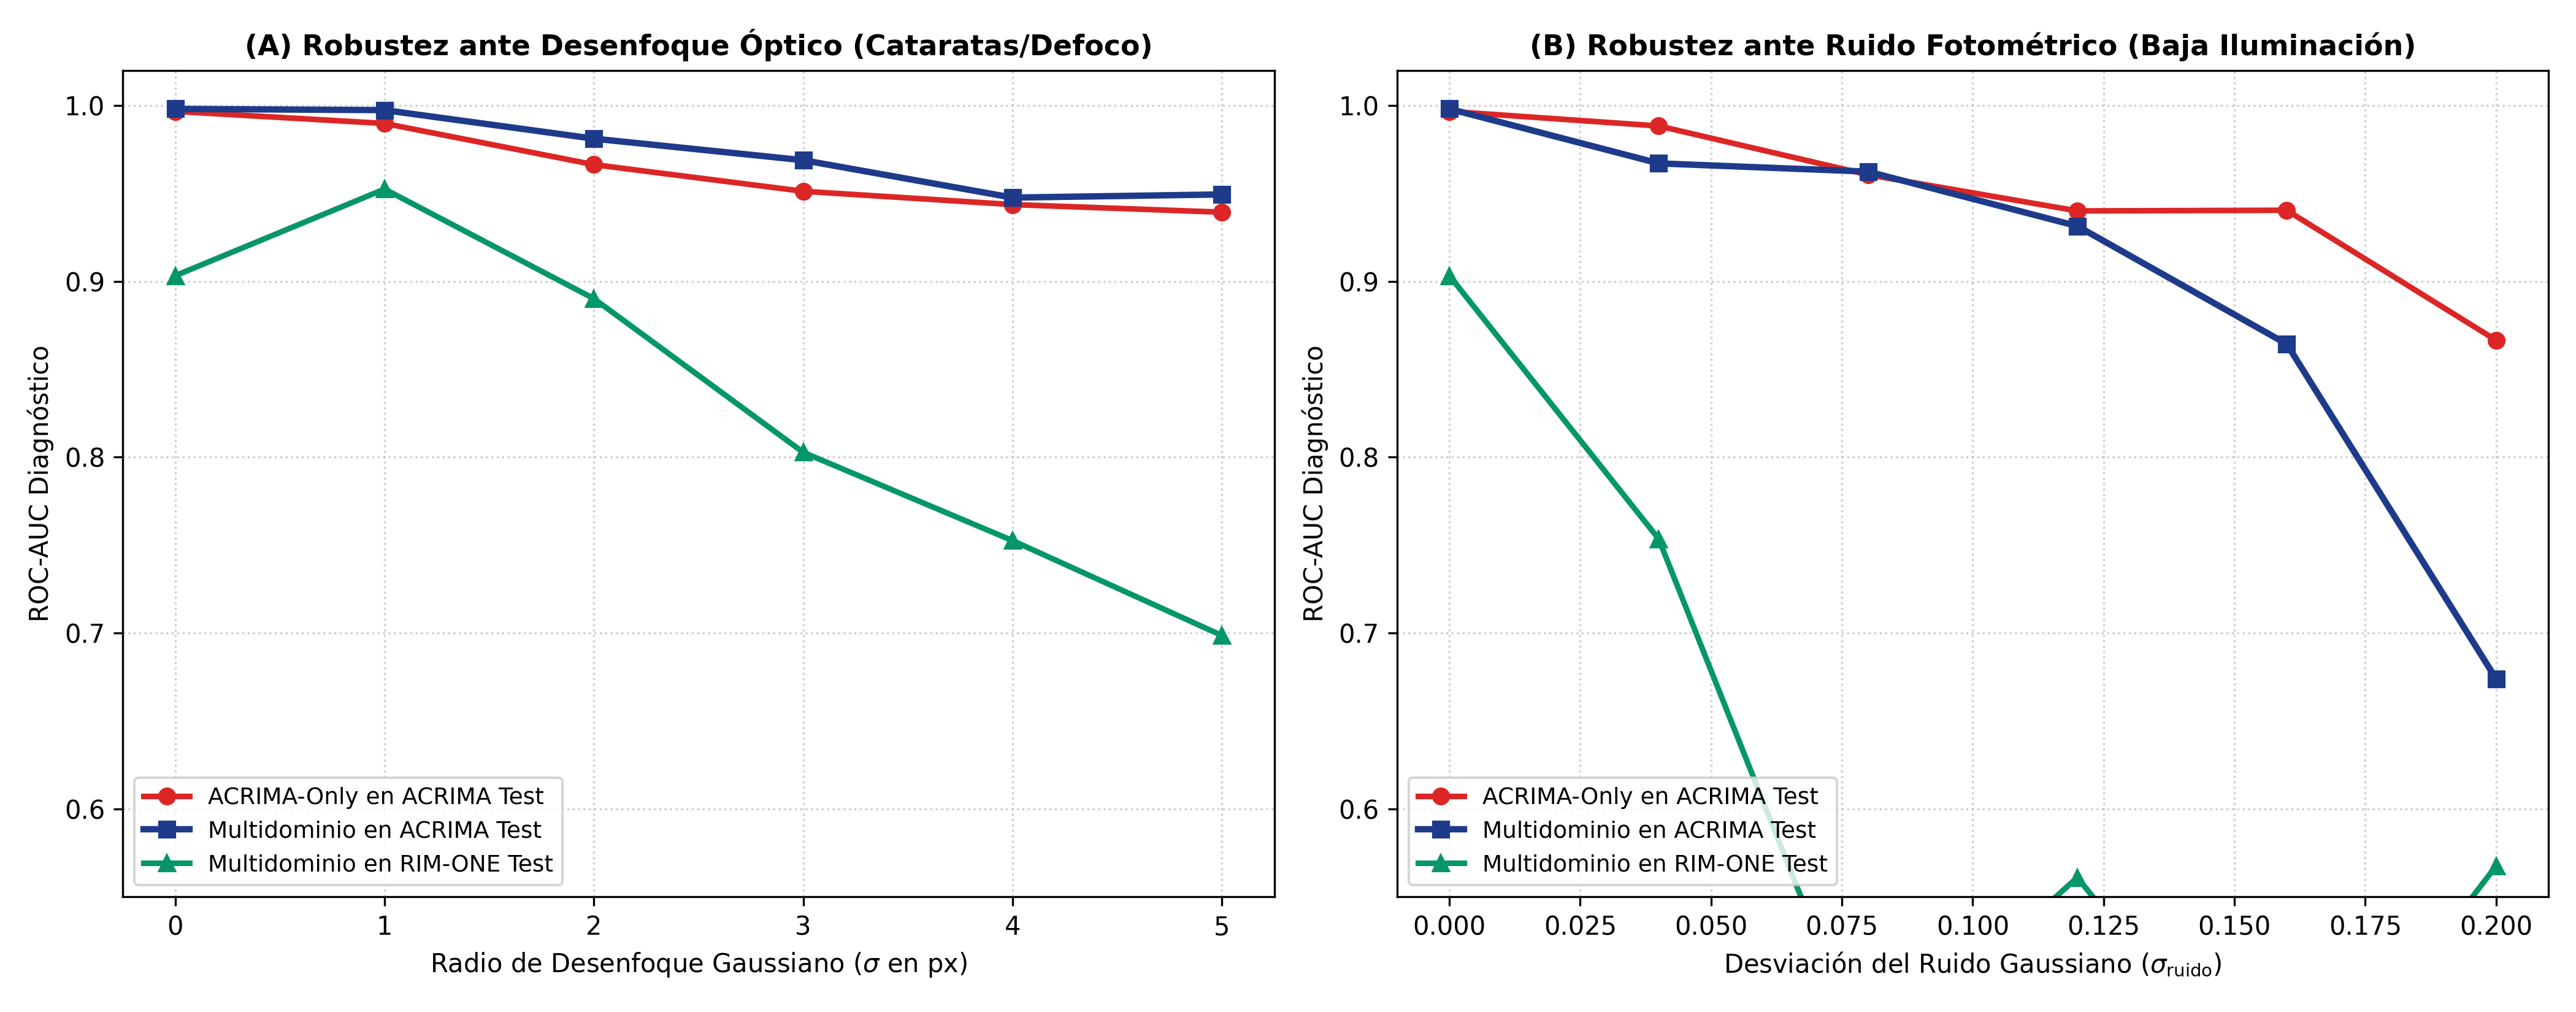 (A) Robustez ante Desenfoque Óptico (Cataratas/Defoco)
ROC-AUC Diagnóstico
1.0
0.9
0.8
0.7
0.6
ACRIMA-Only en ACRIMA Test
Multidominio en ACRIMA Test
Multidominio en RIM-ONE Test
0 1 2 3 4 5
Radio de Desenfoque Gaussiano (σ en px)
(B) Robustez ante Ruido Fotométrico (Baja Iluminación)
ROC-AUC Diagnóstico
1.0
0.9
0.8
0.7
0.6
ACRIMA-Only en ACRIMA Test
Multidominio en ACRIMA Test
Multidominio en RIM-ONE Test
0.000 0.025 0.050 0.075 0.100 0.125 0.150 0.175 0.200
Desviación del Ruido Gaussiano (σruido)